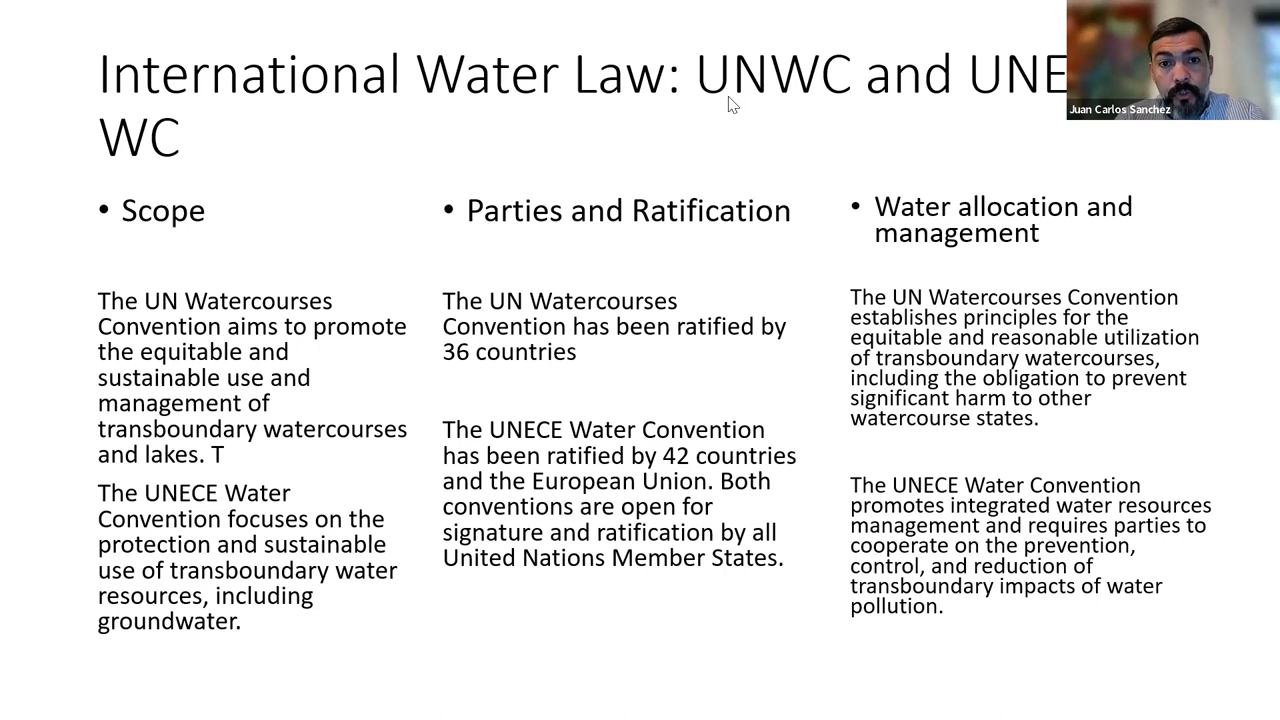 International Water Law: UNWC and UNE
WC
Juan Carlos Sanchez
• Scope
The UN Watercourses
Convention aims to promote
the equitable and
sustainable use and
management of
transboundary watercourses
and lakes. T
The UNECE Water
Convention focuses on the
protection and sustainable
use of transboundary water
resources, including
groundwater.
• Parties and Ratification
The UN Watercourses
Convention has been ratified by
36 countries
The UNECE Water Convention
has been ratified by 42 countries
and the European Union. Both
conventions are open for
signature and ratification by all
United Nations Member States.
• Water allocation and
management
The UN Watercourses Convention
establishes principles for the
equitable and reasonable utilization
of transboundary watercourses,
including the obligation to prevent
significant harm to other
watercourse states.
The UNECE Water Convention
promotes integrated water resources
management and requires parties to
cooperate on the prevention,
control, and reduction of
transboundary impacts of water
pollution.